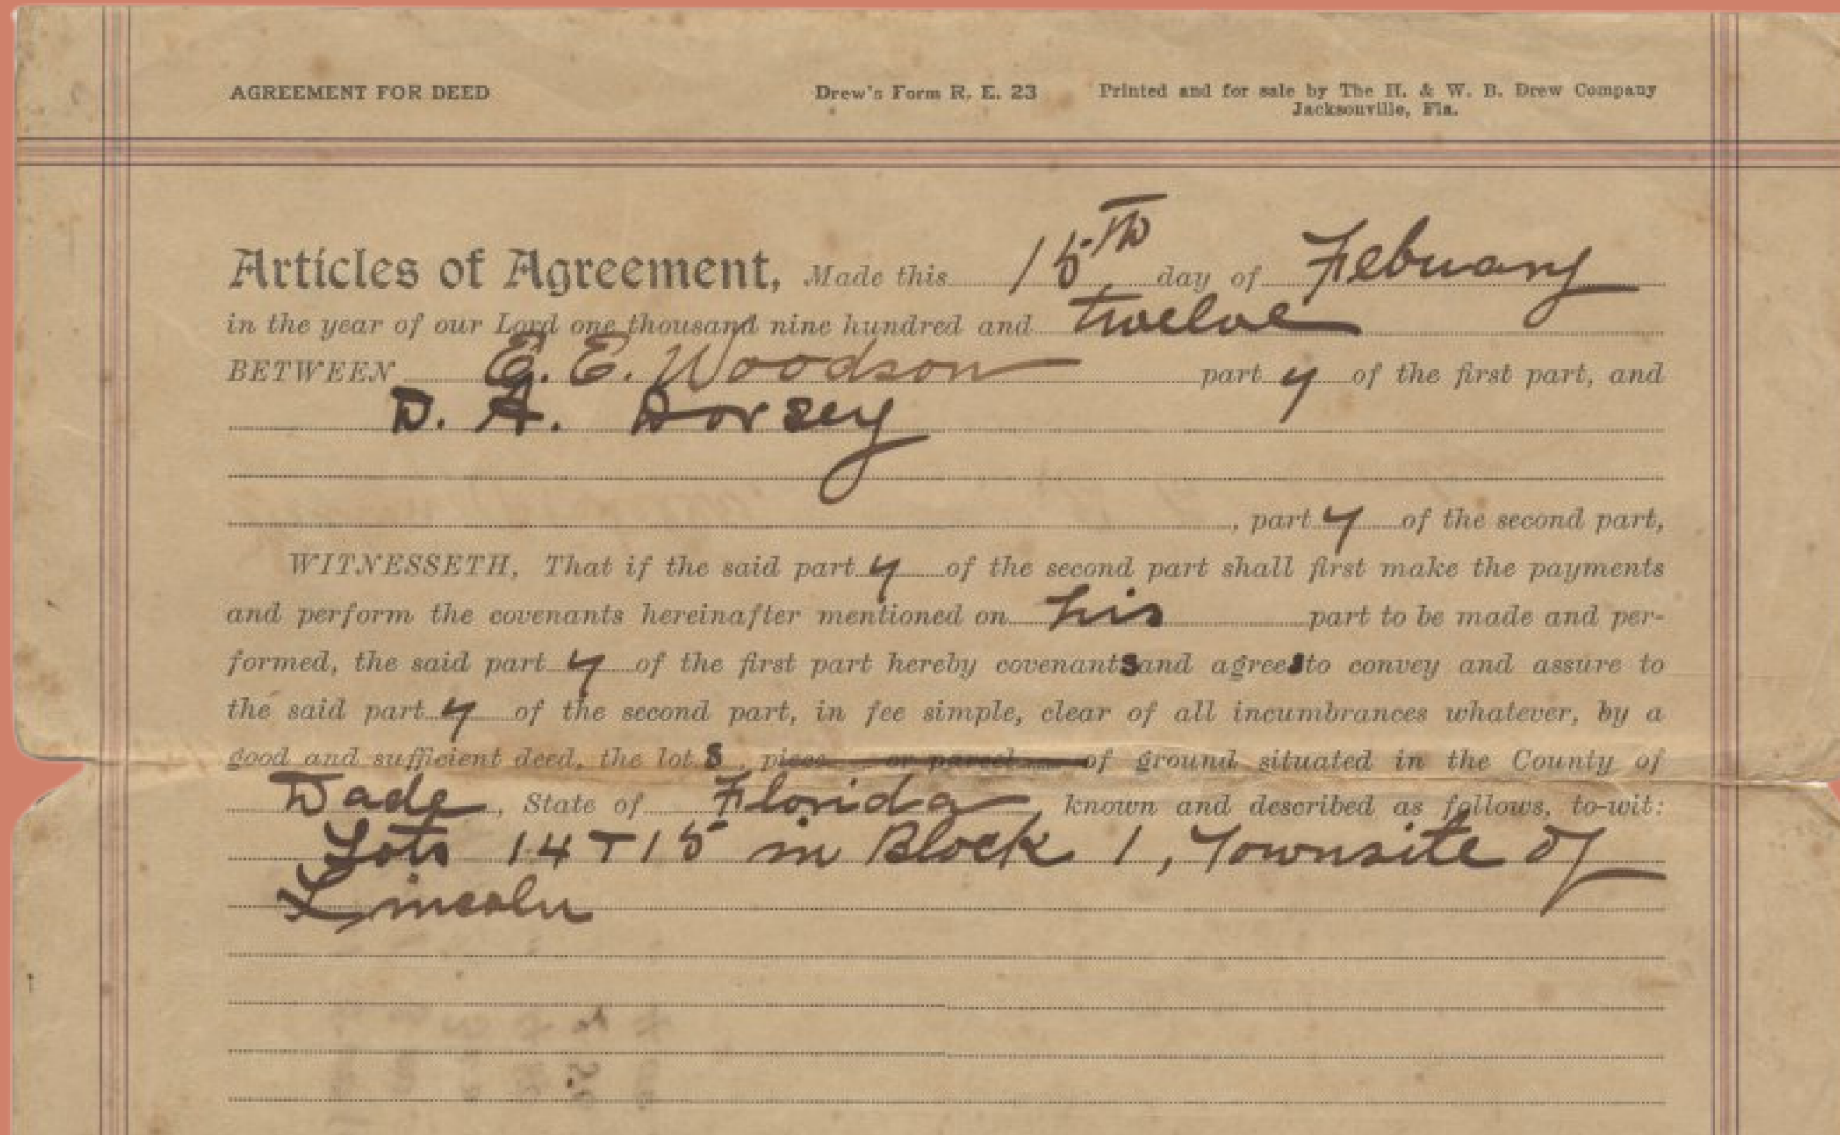 AGREEMENT FOR DEED Drew's Form R. E. 23 Printed and for sale by The H. & W. B. Drew Company
Jacksonville, Fla.
Articles of Agreement, Made this 15th day of Febuary
in the year of our Lord one thousand nine hundred and twelve
BETWEEN E. E. Woodson part y of the first part, and
D. A. Dorsey
, part y of the second part,
WITNESSETH, That if the said part y of the second part shall first make the payments
and perform the covenants hereinafter mentioned on his part to be made and per-
formed, the said part y of the first part hereby covenants and agrees to convey and assure to
the said part y of the second part, in fee simple, clear of all incumbrances whatever, by a
good and sufficient deed, the lot s, piece or parcel of ground situated in the County of
Dade, State of Florida, known and described as follows, to-wit:
Lots 14 + 15 in Block 1, Townsite of
Lincoln